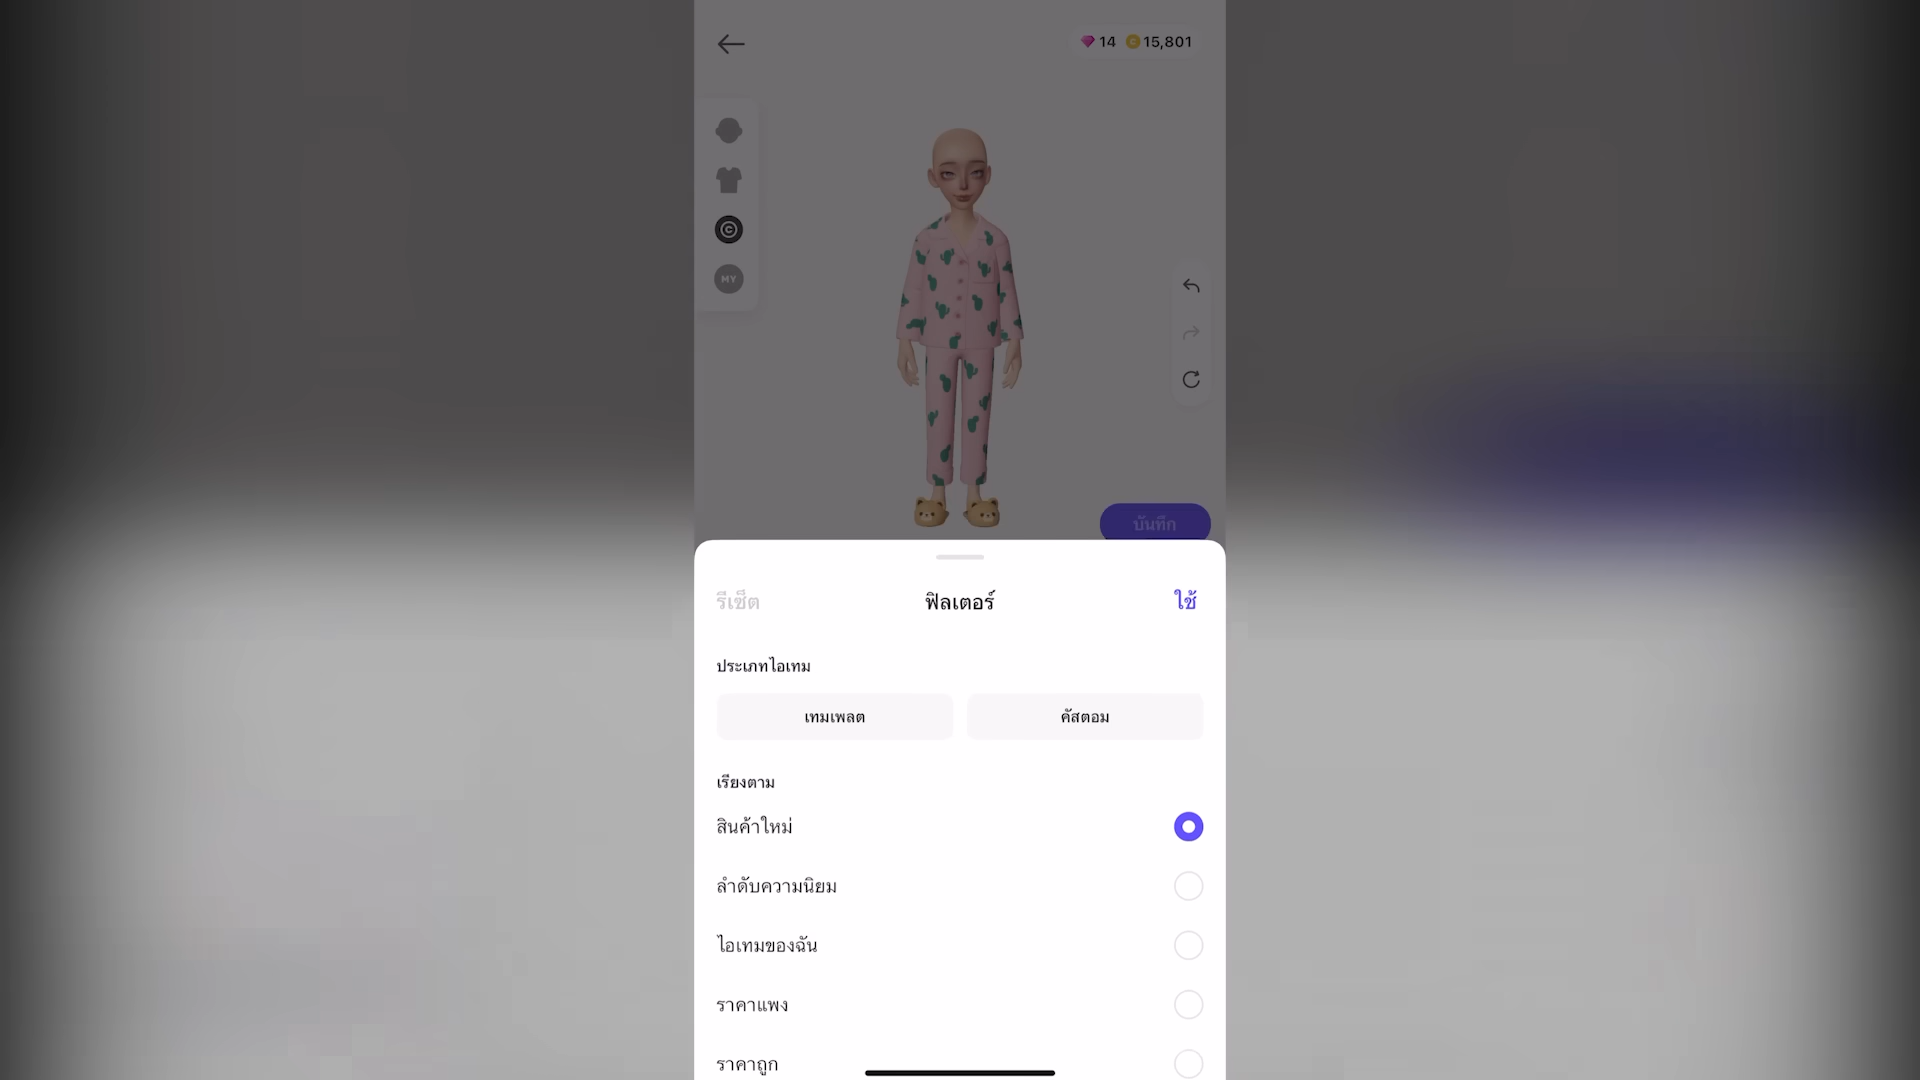 14 15,801
MY
บันทึก
รีเซ็ต ฟิลเตอร์ ใช้
ประเภทไอเทม
เทมเพลต คัสตอม
เรียงตาม
สินค้าใหม่
ลำดับความนิยม
ไอเทมของฉัน
ราคาแพง
ราคาถูก